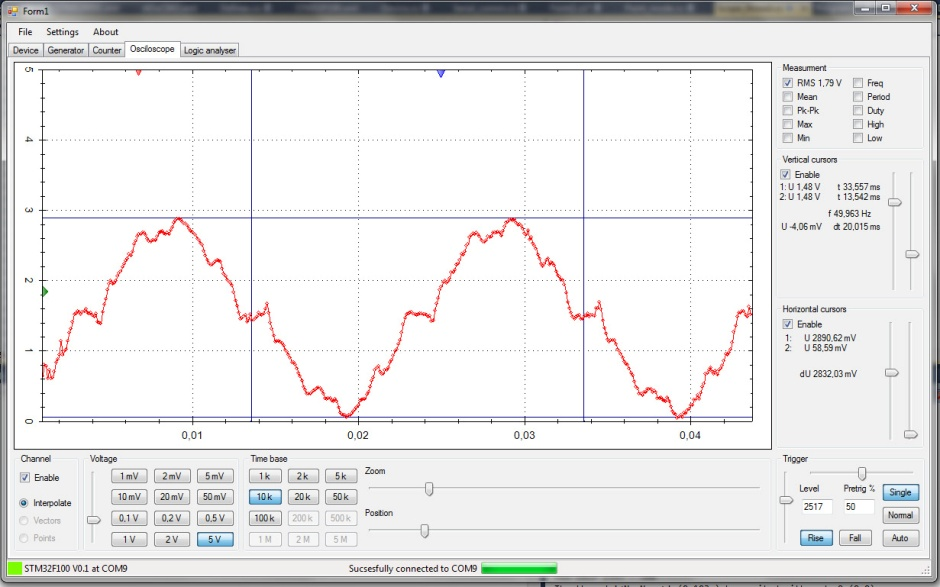 Form1
File Settings About
Device Generator Counter Osciloscope Logic analyser
5
4
3
2
1
0
0,01 0,02 0,03 0,04
Measument
RMS 1,79 V Freq
Mean Period
Pk-Pk Duty
Max High
Min Low
Vertical cursors
Enable
1: U 1,48 V t 33,557 ms
2: U 1,48 V t 13,542 ms
f 49,963 Hz
U -4,06 mV dt 20,015 ms
Horizontal cursors
Enable
1: U 2890,62 mV
2: U 58,59 mV
dU 2832,03 mV
Channel
Enable
Interpolate
Vectors
Points
Voltage
1 mV 2 mV 5 mV
10 mV 20 mV 50 mV
0,1 V 0,2 V 0,5 V
1 V 2 V 5 V
Time base
1 k 2 k 5 k
10 k 20 k 50 k
100 k 200 k 500 k
1 M 2 M 5 M
Zoom
Position
Trigger
Level Pretrig % Single
2517 50 Normal
Rise Fall Auto
STM32F100 V0.1 at COM9 Sucsesfully connected to COM9